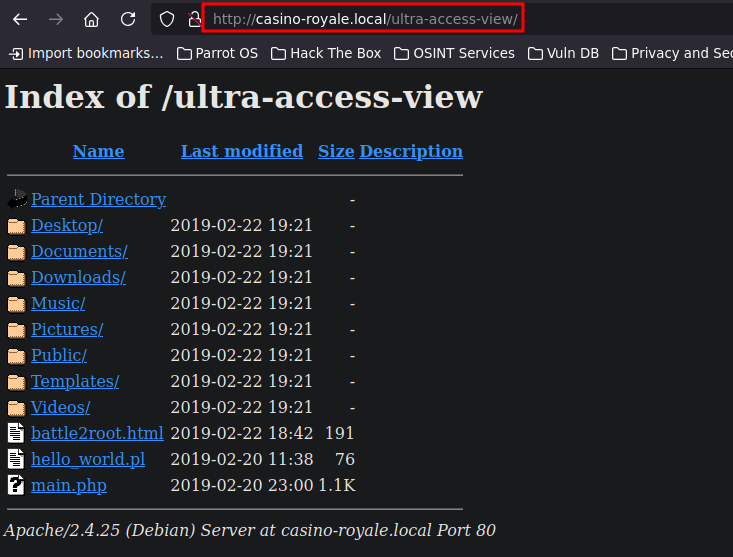 http://casino-royale.local/ultra-access-view/
Import bookmarks... Parrot OS Hack The Box OSINT Services Vuln DB Privacy and Sec
Index of /ultra-access-view
Name Last modified Size Description
Parent Directory -
Desktop/ 2019-02-22 19:21 -
Documents/ 2019-02-22 19:21 -
Downloads/ 2019-02-22 19:21 -
Music/ 2019-02-22 19:21 -
Pictures/ 2019-02-22 19:21 -
Public/ 2019-02-22 19:21 -
Templates/ 2019-02-22 19:21 -
Videos/ 2019-02-22 19:21 -
battle2root.html 2019-02-22 18:42 191
hello_world.pl 2019-02-20 11:38 76
main.php 2019-02-20 23:00 1.1K
Apache/2.4.25 (Debian) Server at casino-royale.local Port 80